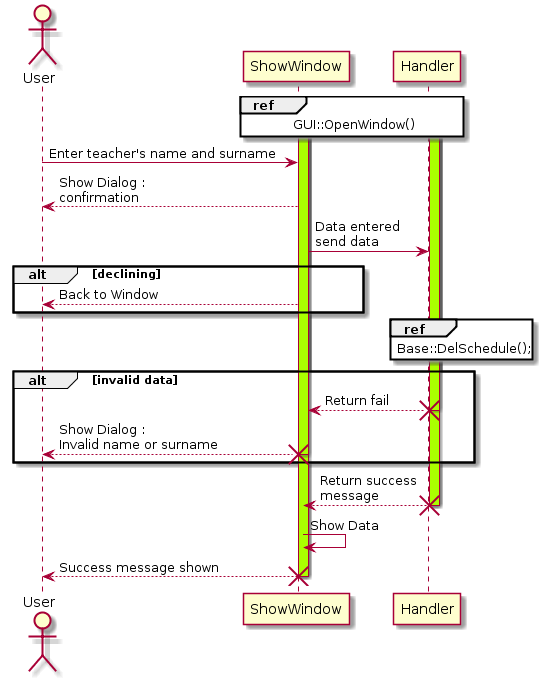 User
ShowWindow
Handler
ref
GUI::OpenWindow()
Enter teacher's name and surname
Show Dialog :
confirmation
Data entered
send data
alt
[declining]
Back to Window
ref
Base::DelSchedule();
alt
[invalid data]
Return fail
Show Dialog :
Invalid name or surname
Return success
message
Show Data
Success message shown
User
ShowWindow
Handler